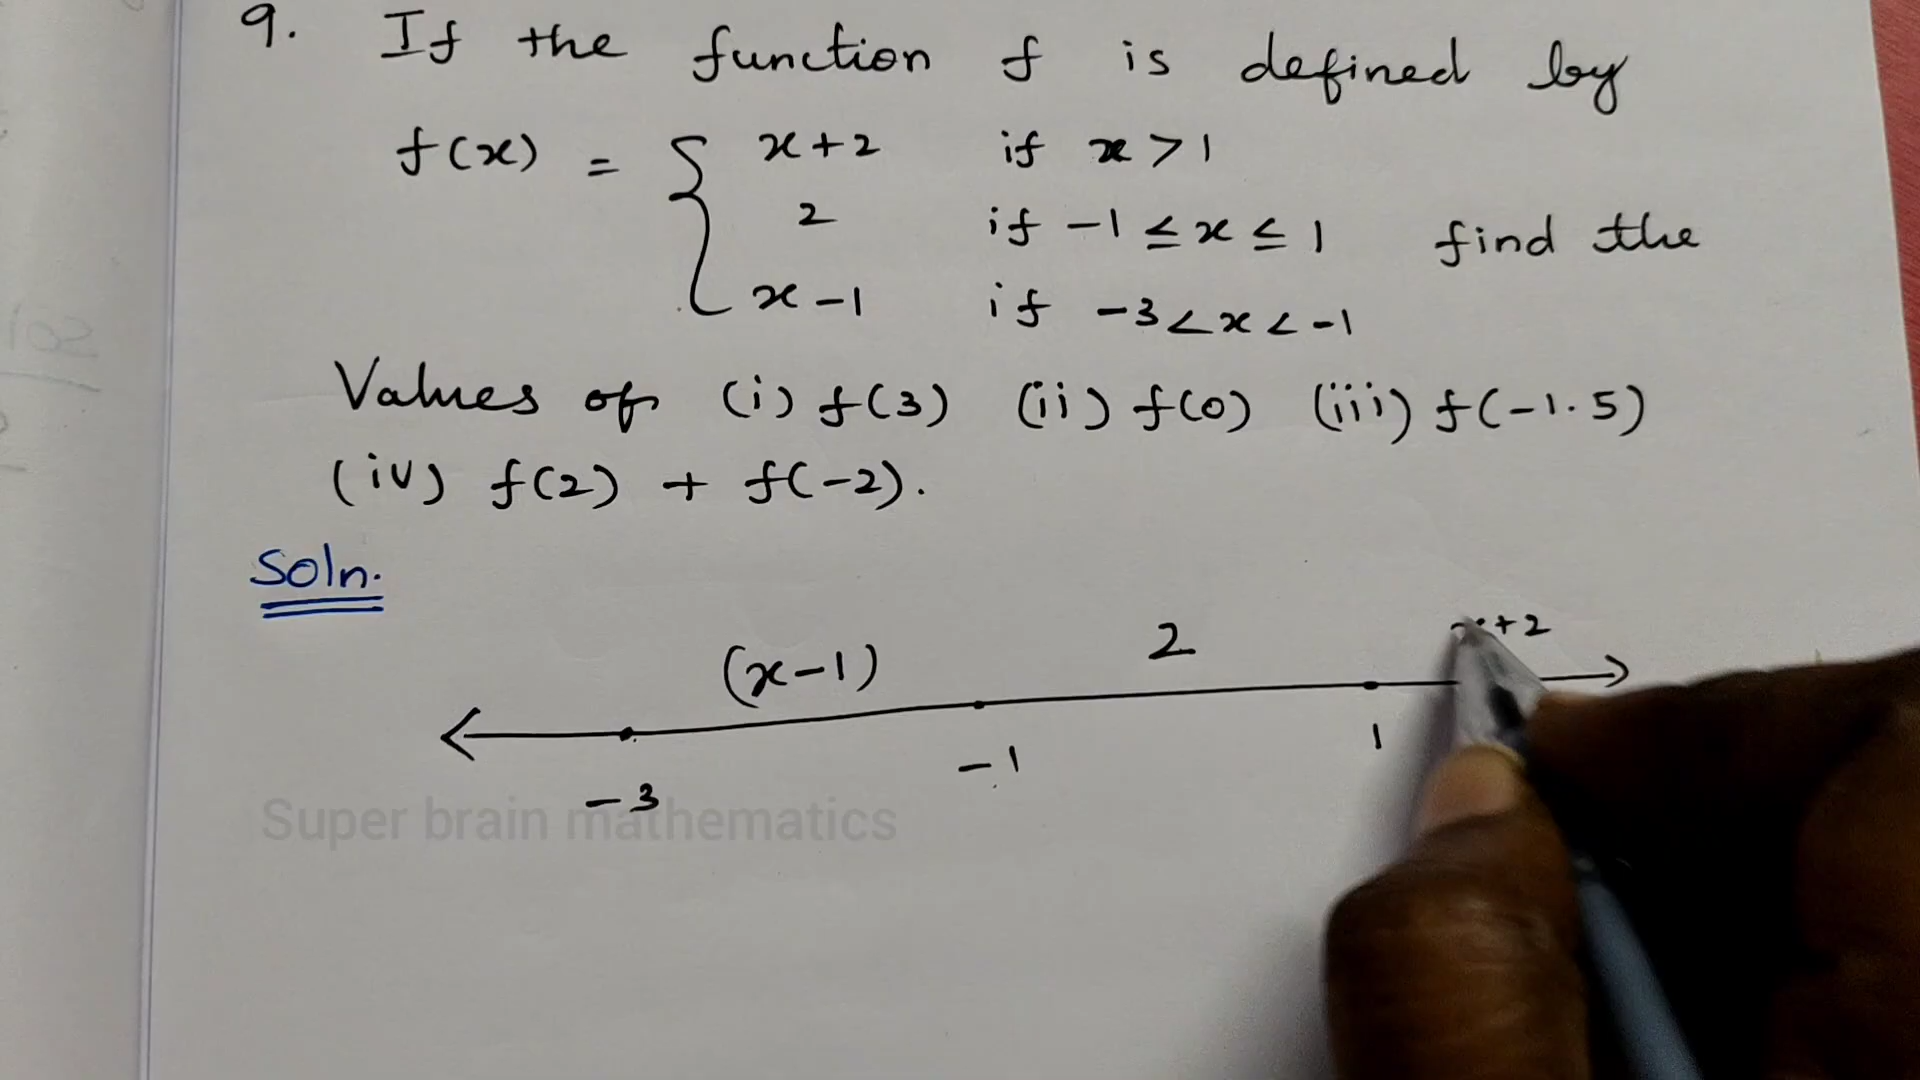 9. If the function f is defined by
f(x) = { x+2 if x > 1
2 if -1 ≤ x ≤ 1 find the
x-1 if -3 < x < -1
Values of (i) f(3) (ii) f(0) (iii) f(-1.5)
(iv) f(2) + f(-2).
Soln.
(x-1) 2 x+2
-3 -1 1
Super brain mathematics
102